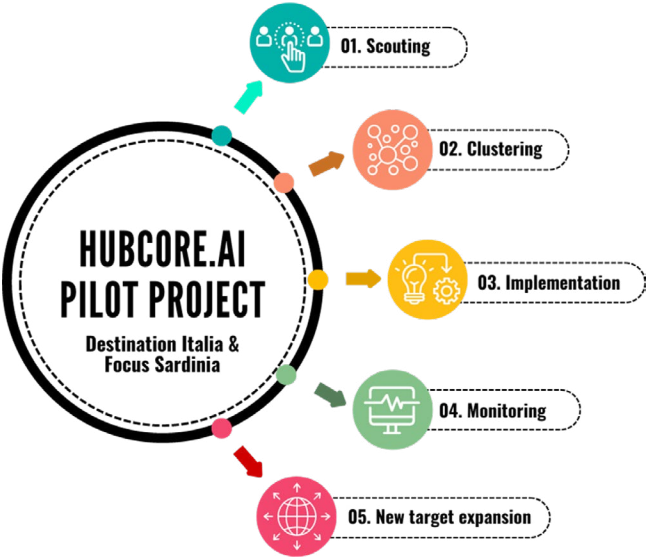 HUBCORE.AI
PILOT PROJECT
Destination Italia &
Focus Sardinia
01. Scouting
02. Clustering
03. Implementation
04. Monitoring
05. New target expansion